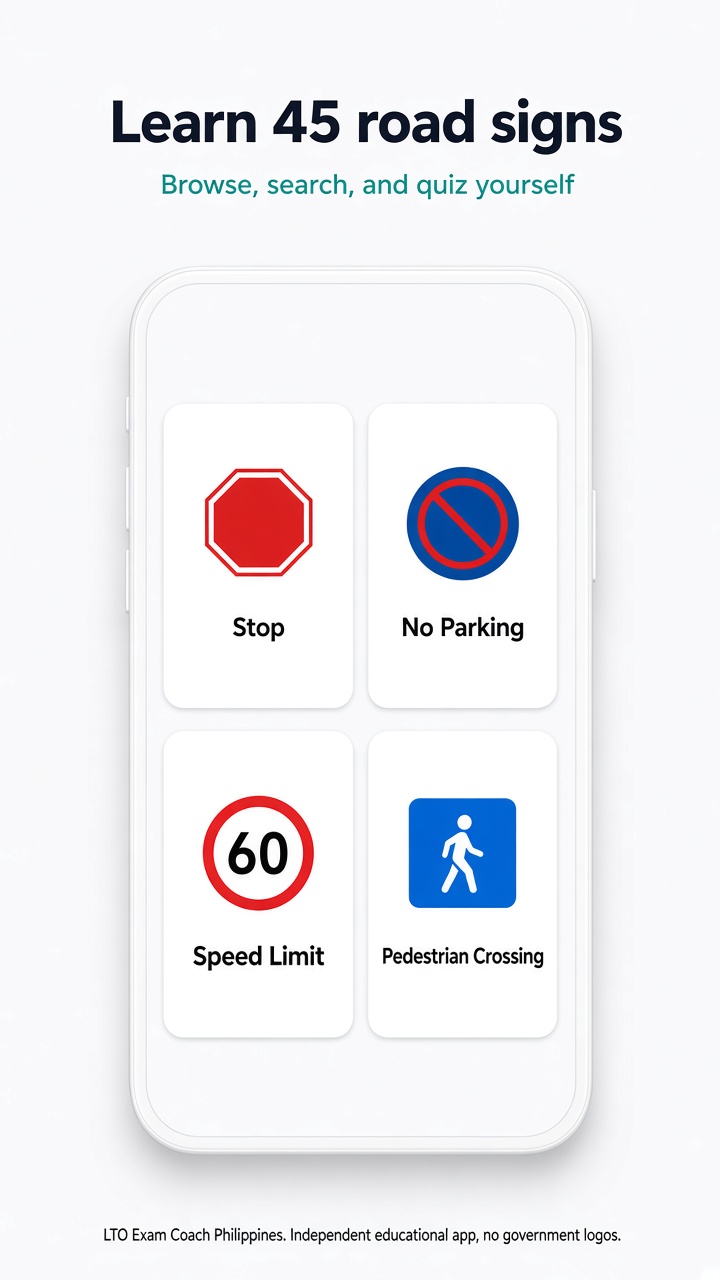 Learn 45 road signs
Browse, search, and quiz yourself
Stop
No Parking
60
Speed Limit
Pedestrian Crossing
LTO Exam Coach Philippines. Independent educational app, no government logos.